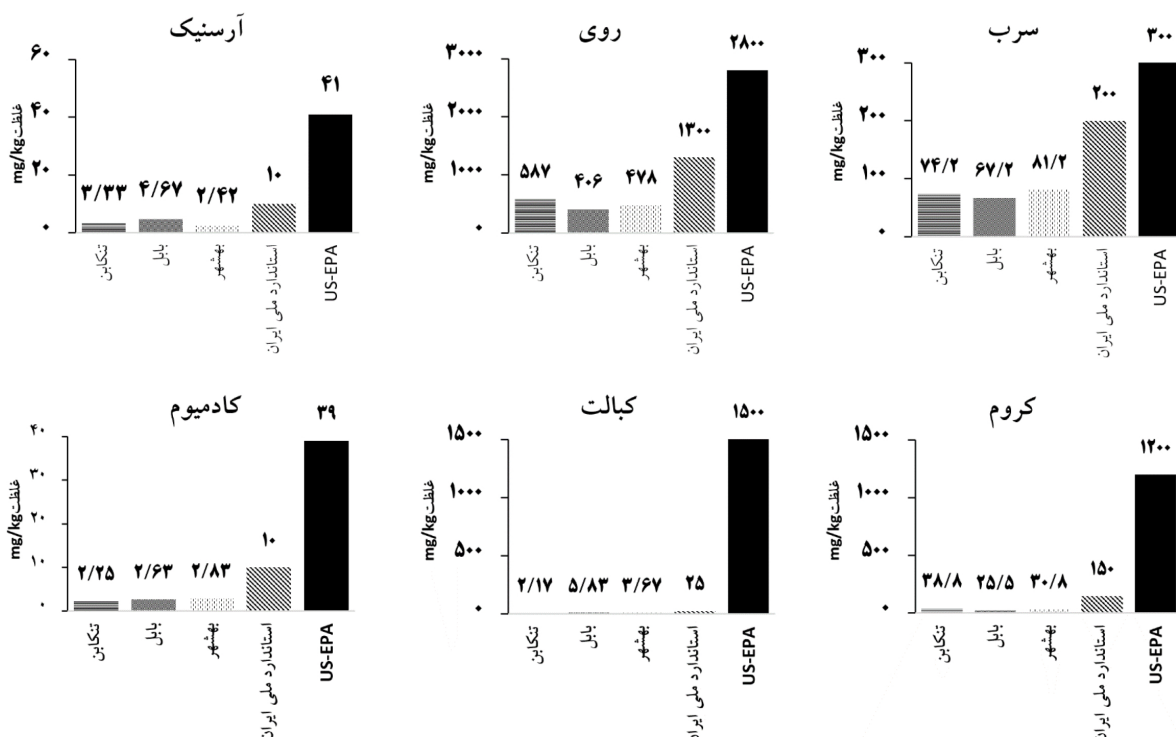 سرب
غلظت mg/kg
۳۰۰
۲۰۰
۱۰۰
۰
۷۴/۲
۶۷/۲
۸۱/۲
۲۰۰
۳۰۰
تنکابن
بابل
بهشهر
استاندارد ملی ایران
US-EPA
روی
غلظت mg/kg
۳۰۰۰
۲۰۰۰
۱۰۰۰
۰
۵۸۷
۴۰۶
۴۷۸
۱۳۰۰
۲۸۰۰
تنکابن
بابل
بهشهر
استاندارد ملی ایران
US-EPA
آرسنیک
غلظت mg/kg
۶۰
۴۰
۲۰
۰
۳/۳۳
۴/۶۷
۲/۴۲
۱۰
۴۱
تنکابن
بابل
بهشهر
استاندارد ملی ایران
US-EPA
کروم
غلظت mg/kg
۱۵۰۰
۱۰۰۰
۵۰۰
۰
۳۸/۸
۲۵/۵
۳۰/۸
۱۵۰
۱۲۰۰
تنکابن
بابل
بهشهر
استاندارد ملی ایران
US-EPA
کبالت
غلظت mg/kg
۱۵۰۰
۱۰۰۰
۵۰۰
۰
۲/۱۷
۵/۸۳
۳/۶۷
۲۵
۱۵۰۰
تنکابن
بابل
بهشهر
استاندارد ملی ایران
US-EPA
کادمیوم
غلظت mg/kg
۴۰
۳۰
۲۰
۱۰
۰
۲/۲۵
۲/۶۳
۲/۸۳
۱۰
۳۹
تنکابن
بابل
بهشهر
استاندارد ملی ایران
US-EPA